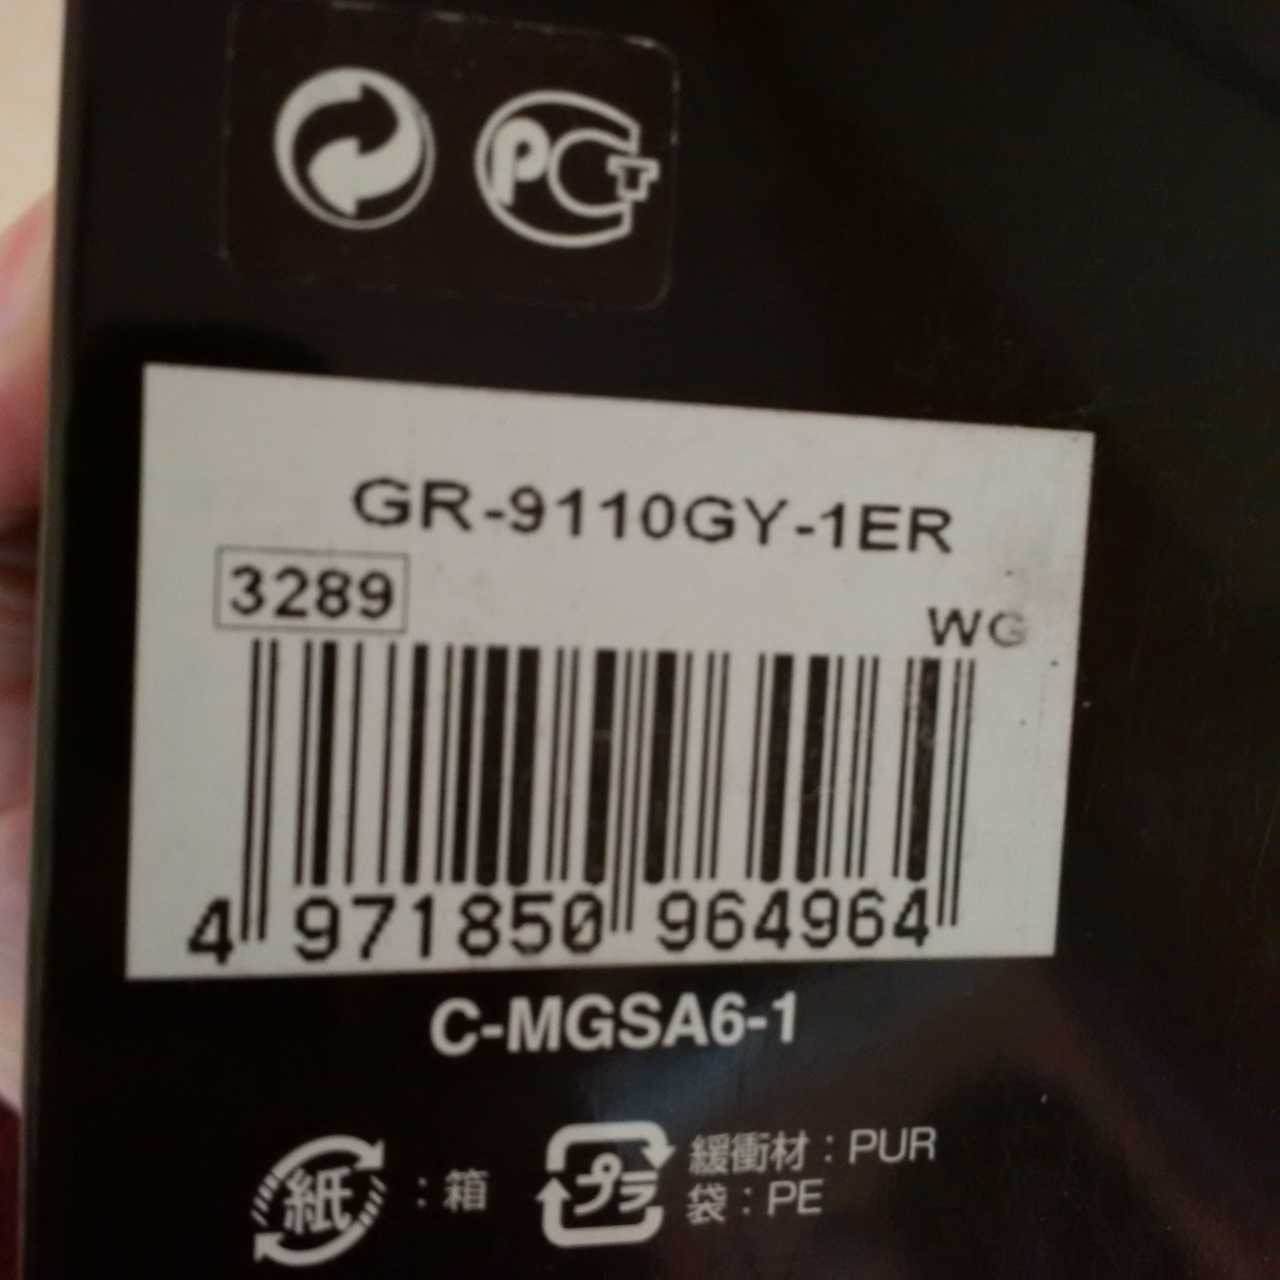 PCT
GR-9110GY-1ER
3289
WG
4 971850 964964
C-MGSA6-1
紙 : 箱
プラ 緩衝材 : PUR
袋 : PE